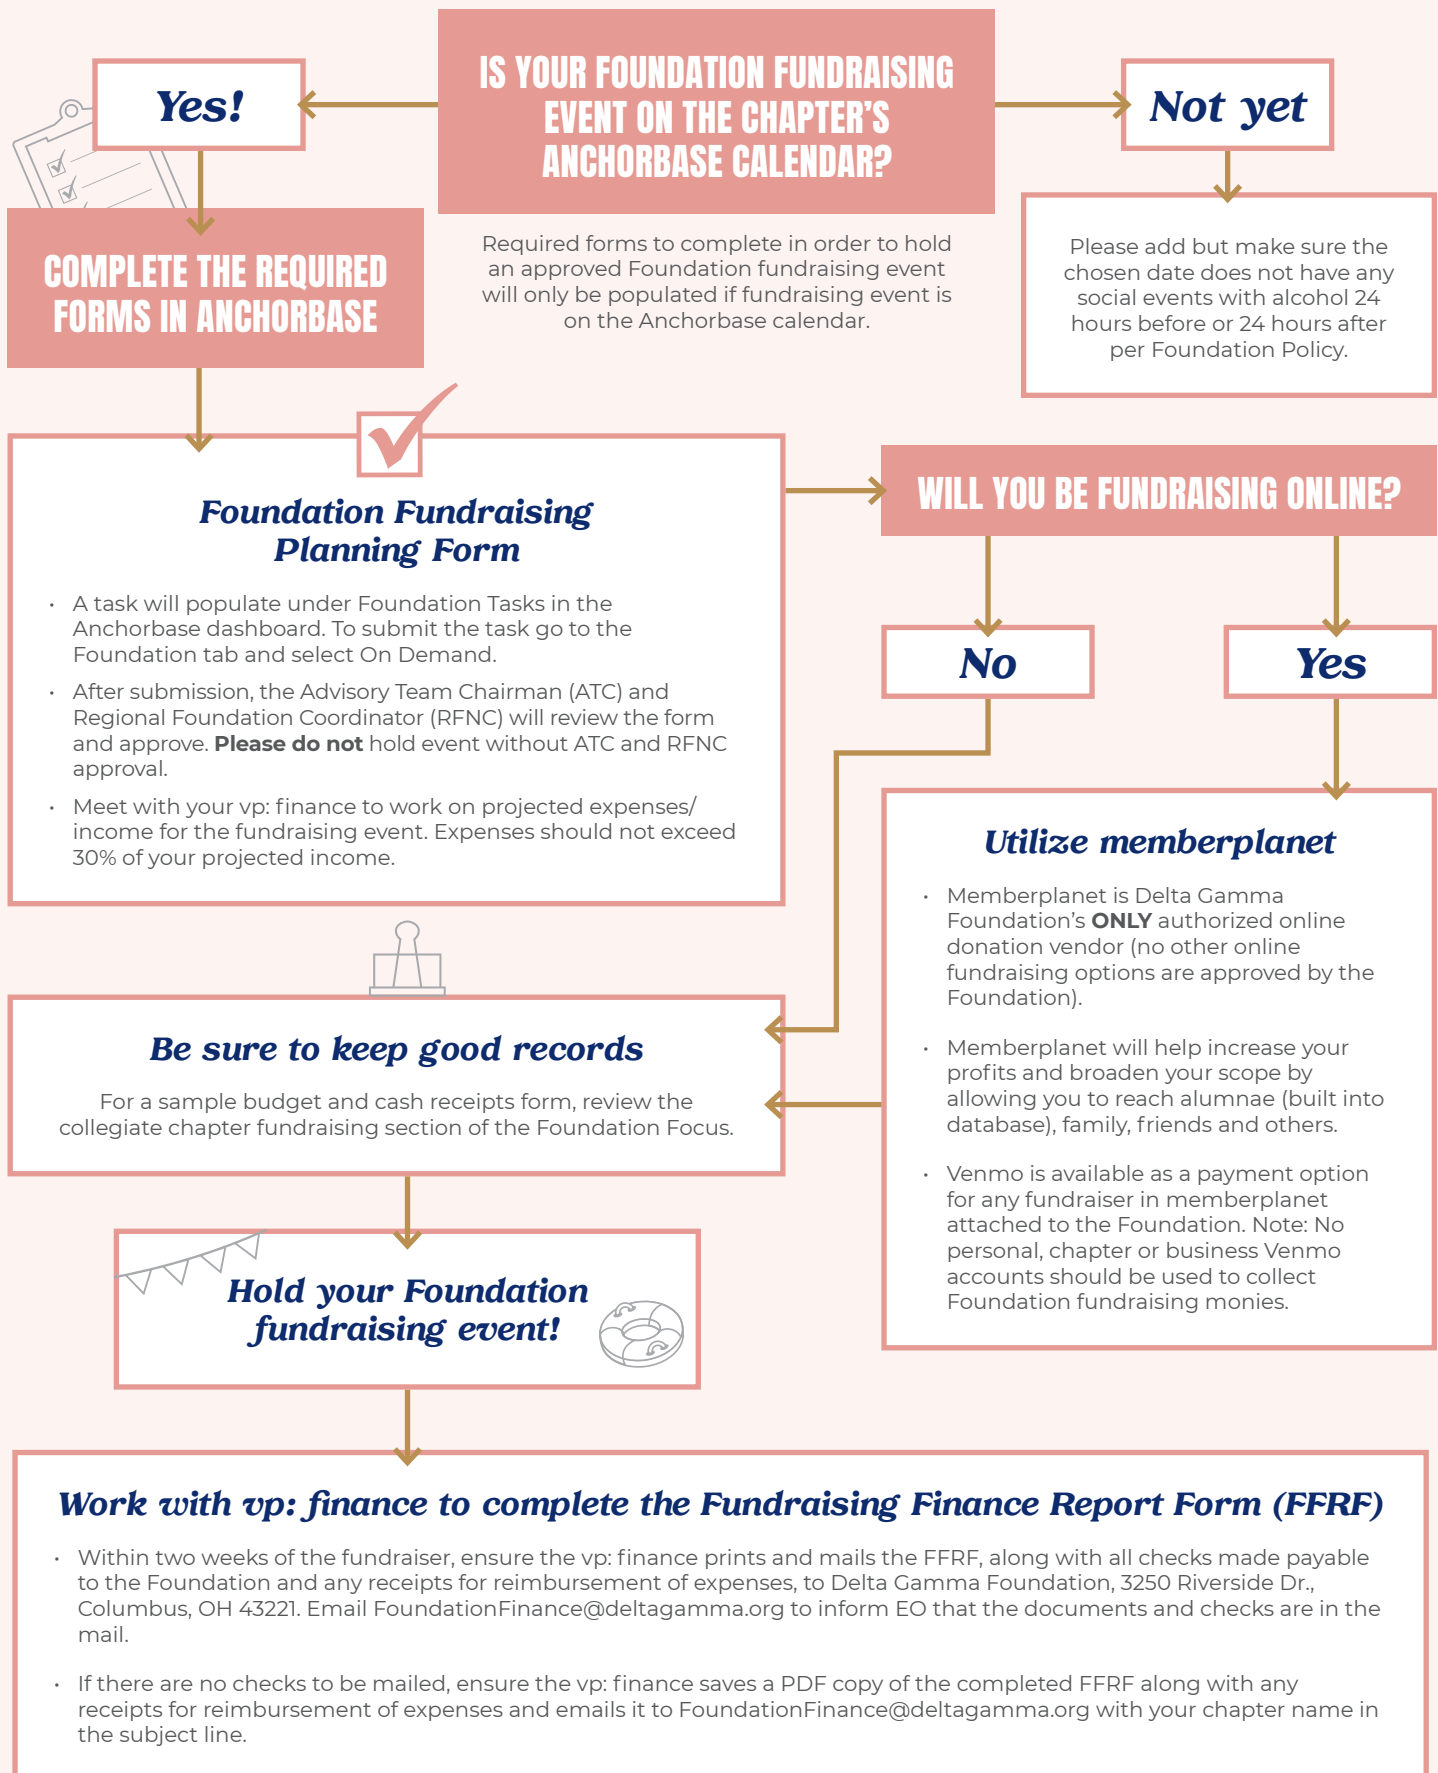 IS YOUR FOUNDATION FUNDRAISING
EVENT ON THE CHAPTER'S
ANCHORBASE CALENDAR?
Yes!
Not yet
Required forms to complete in order to hold
an approved Foundation fundraising event
will only be populated if fundraising event is
on the Anchorbase calendar.
Please add but make sure the
chosen date does not have any
social events with alcohol 24
hours before or 24 hours after
per Foundation Policy.
COMPLETE THE REQUIRED
FORMS IN ANCHORBASE
Foundation Fundraising
Planning Form
• A task will populate under Foundation Tasks in the
Anchorbase dashboard. To submit the task go to the
Foundation tab and select On Demand.
• After submission, the Advisory Team Chairman (ATC) and
Regional Foundation Coordinator (RFNC) will review the form
and approve. Please do not hold event without ATC and RFNC
approval.
• Meet with your vp: finance to work on projected expenses/
income for the fundraising event. Expenses should not exceed
30% of your projected income.
WILL YOU BE FUNDRAISING ONLINE?
No
Yes
Utilize memberplanet
• Memberplanet is Delta Gamma
Foundation's ONLY authorized online
donation vendor (no other online
fundraising options are approved by the
Foundation).
• Memberplanet will help increase your
profits and broaden your scope by
allowing you to reach alumnae (built into
database), family, friends and others.
• Venmo is available as a payment option
for any fundraiser in memberplanet
attached to the Foundation. Note: No
personal, chapter or business Venmo
accounts should be used to collect
Foundation fundraising monies.
Be sure to keep good records
For a sample budget and cash receipts form, review the
collegiate chapter fundraising section of the Foundation Focus.
Hold your Foundation
fundraising event!
Work with vp: finance to complete the Fundraising Finance Report Form (FFRF)
• Within two weeks of the fundraiser, ensure the vp: finance prints and mails the FFRF, along with all checks made payable
to the Foundation and any receipts for reimbursement of expenses, to Delta Gamma Foundation, 3250 Riverside Dr.,
Columbus, OH 43221. Email FoundationFinance@deltagamma.org to inform EO that the documents and checks are in the
mail.
• If there are no checks to be mailed, ensure the vp: finance saves a PDF copy of the completed FFRF along with any
receipts for reimbursement of expenses and emails it to FoundationFinance@deltagamma.org with your chapter name in
the subject line.